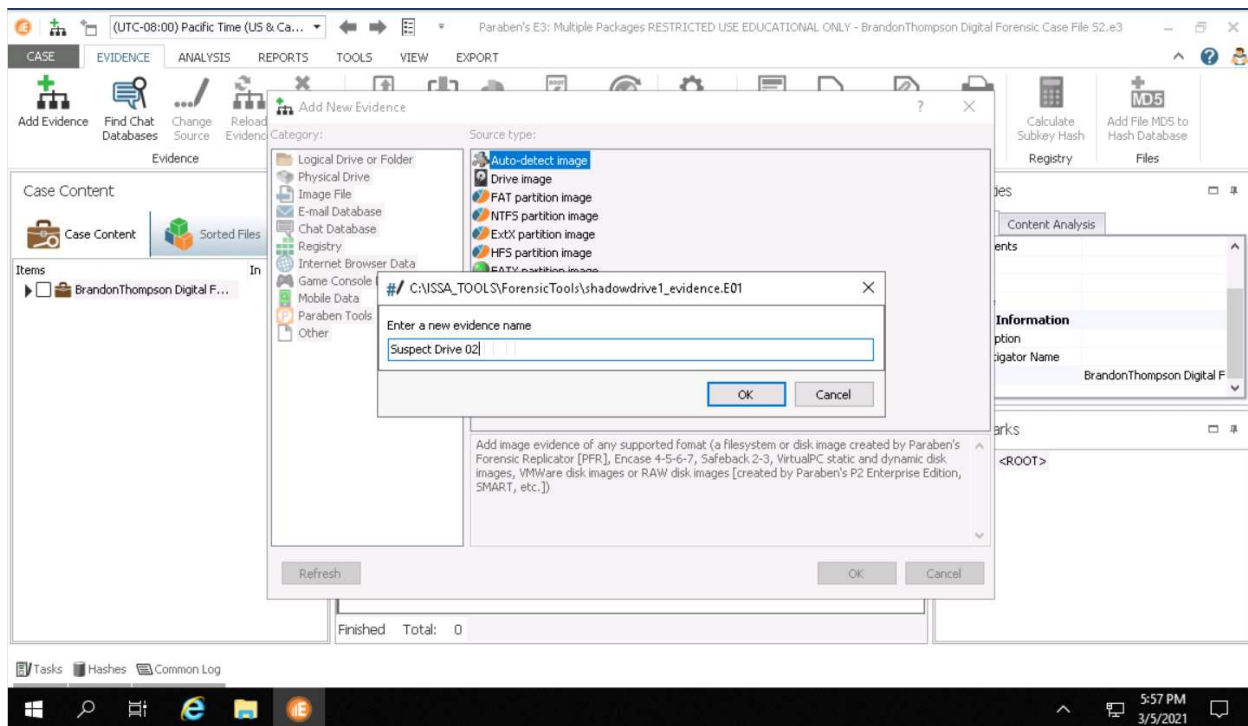 (UTC-08:00) Pacific Time (US & Ca...
Paraben's E3: Multiple Packages RESTRICTED USE EDUCATIONAL ONLY - BrandonThompson Digital Forensic Case File S2.e3
CASE EVIDENCE ANALYSIS REPORTS TOOLS VIEW EXPORT
Add Evidence
Find Chat Databases
Change Source
Reload Evidenc
Evidence
Calculate Subkey Hash
Registry
MD5
Add File MD5 to Hash Database
Files
Case Content
Case Content
Sorted Files
Items In
BrandonThompson Digital F...
Add New Evidence
?
Category:
Logical Drive or Folder
Physical Drive
Image File
E-mail Database
Chat Database
Registry
Internet Browser Data
Game Console
Mobile Data
Paraben Tools
Other
Source type:
Auto-detect image
Drive image
FAT partition image
NTFS partition image
ExtX partition image
HFS partition image
FATX partition image
#/ C:\ISSA_TOOLS\ForensicTools\shadowdrive1_evidence.E01
Enter a new evidence name
Suspect Drive 02
OK Cancel
Add image evidence of any supported fomat (a filesystem or disk image created by Paraben's
Forensic Replicator [PFR], Encase 4-5-6-7, Safeback 2-3, VirtualPC static and dynamic disk
images, VMWare disk images or RAW disk images [created by Paraben's P2 Enterprise Edition,
SMART, etc.])
Refresh OK Cancel
Finished Total: 0
ies
Content Analysis
ents
Information
ption
tigator Name
BrandonThompson Digital F
arks
<ROOT>
Tasks Hashes Common Log
5:57 PM
3/5/2021